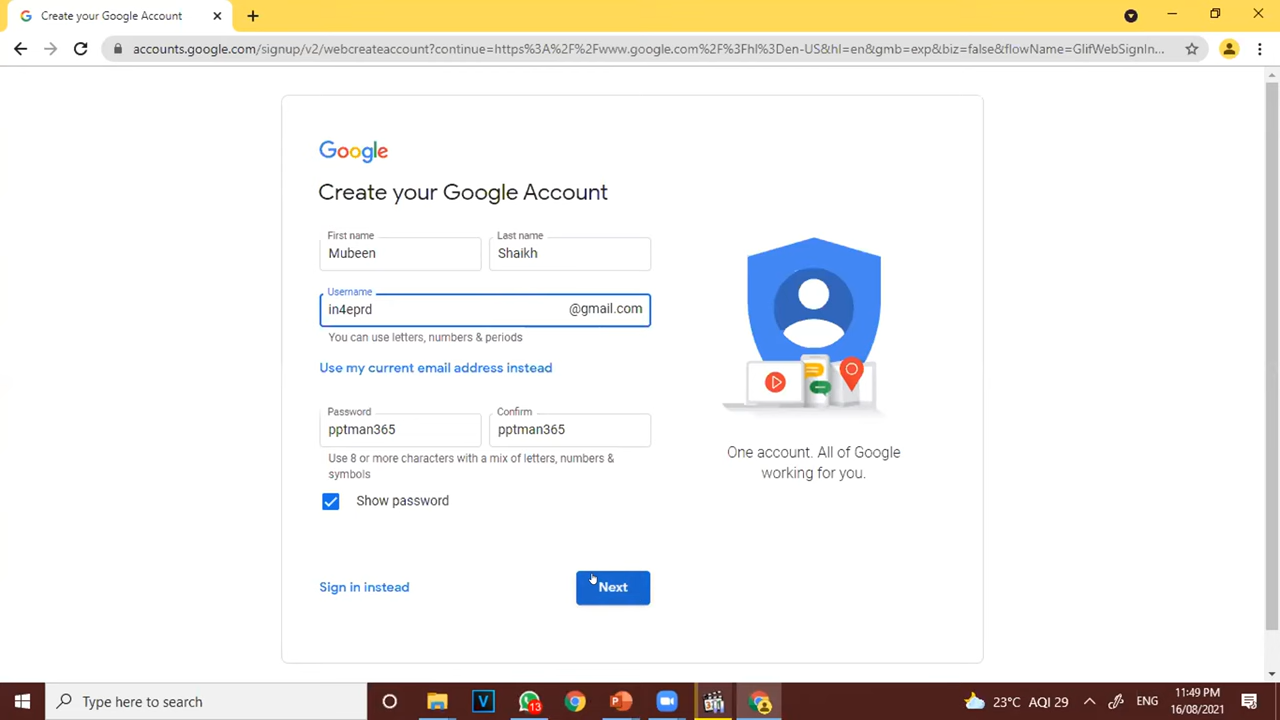 Create your Google Account
accounts.google.com/signup/v2/webcreateaccount?continue=https%3A%2F%2Fwww.google.com%2F%3Fhl%3Den-US&hl=en&gmb=exp&biz=false&flowName=GlifWebSignIn...
Google
Create your Google Account
First name
Last name
Mubeen
Shaikh
Username
in4eprd
@gmail.com
You can use letters, numbers & periods
Use my current email address instead
Password
Confirm
pptman365
pptman365
Use 8 or more characters with a mix of letters, numbers &
symbols
Show password
Sign in instead
Next
One account. All of Google
working for you.
Type here to search
V
13
P
23°C AQI 29
ENG
11:49 PM
16/08/2021